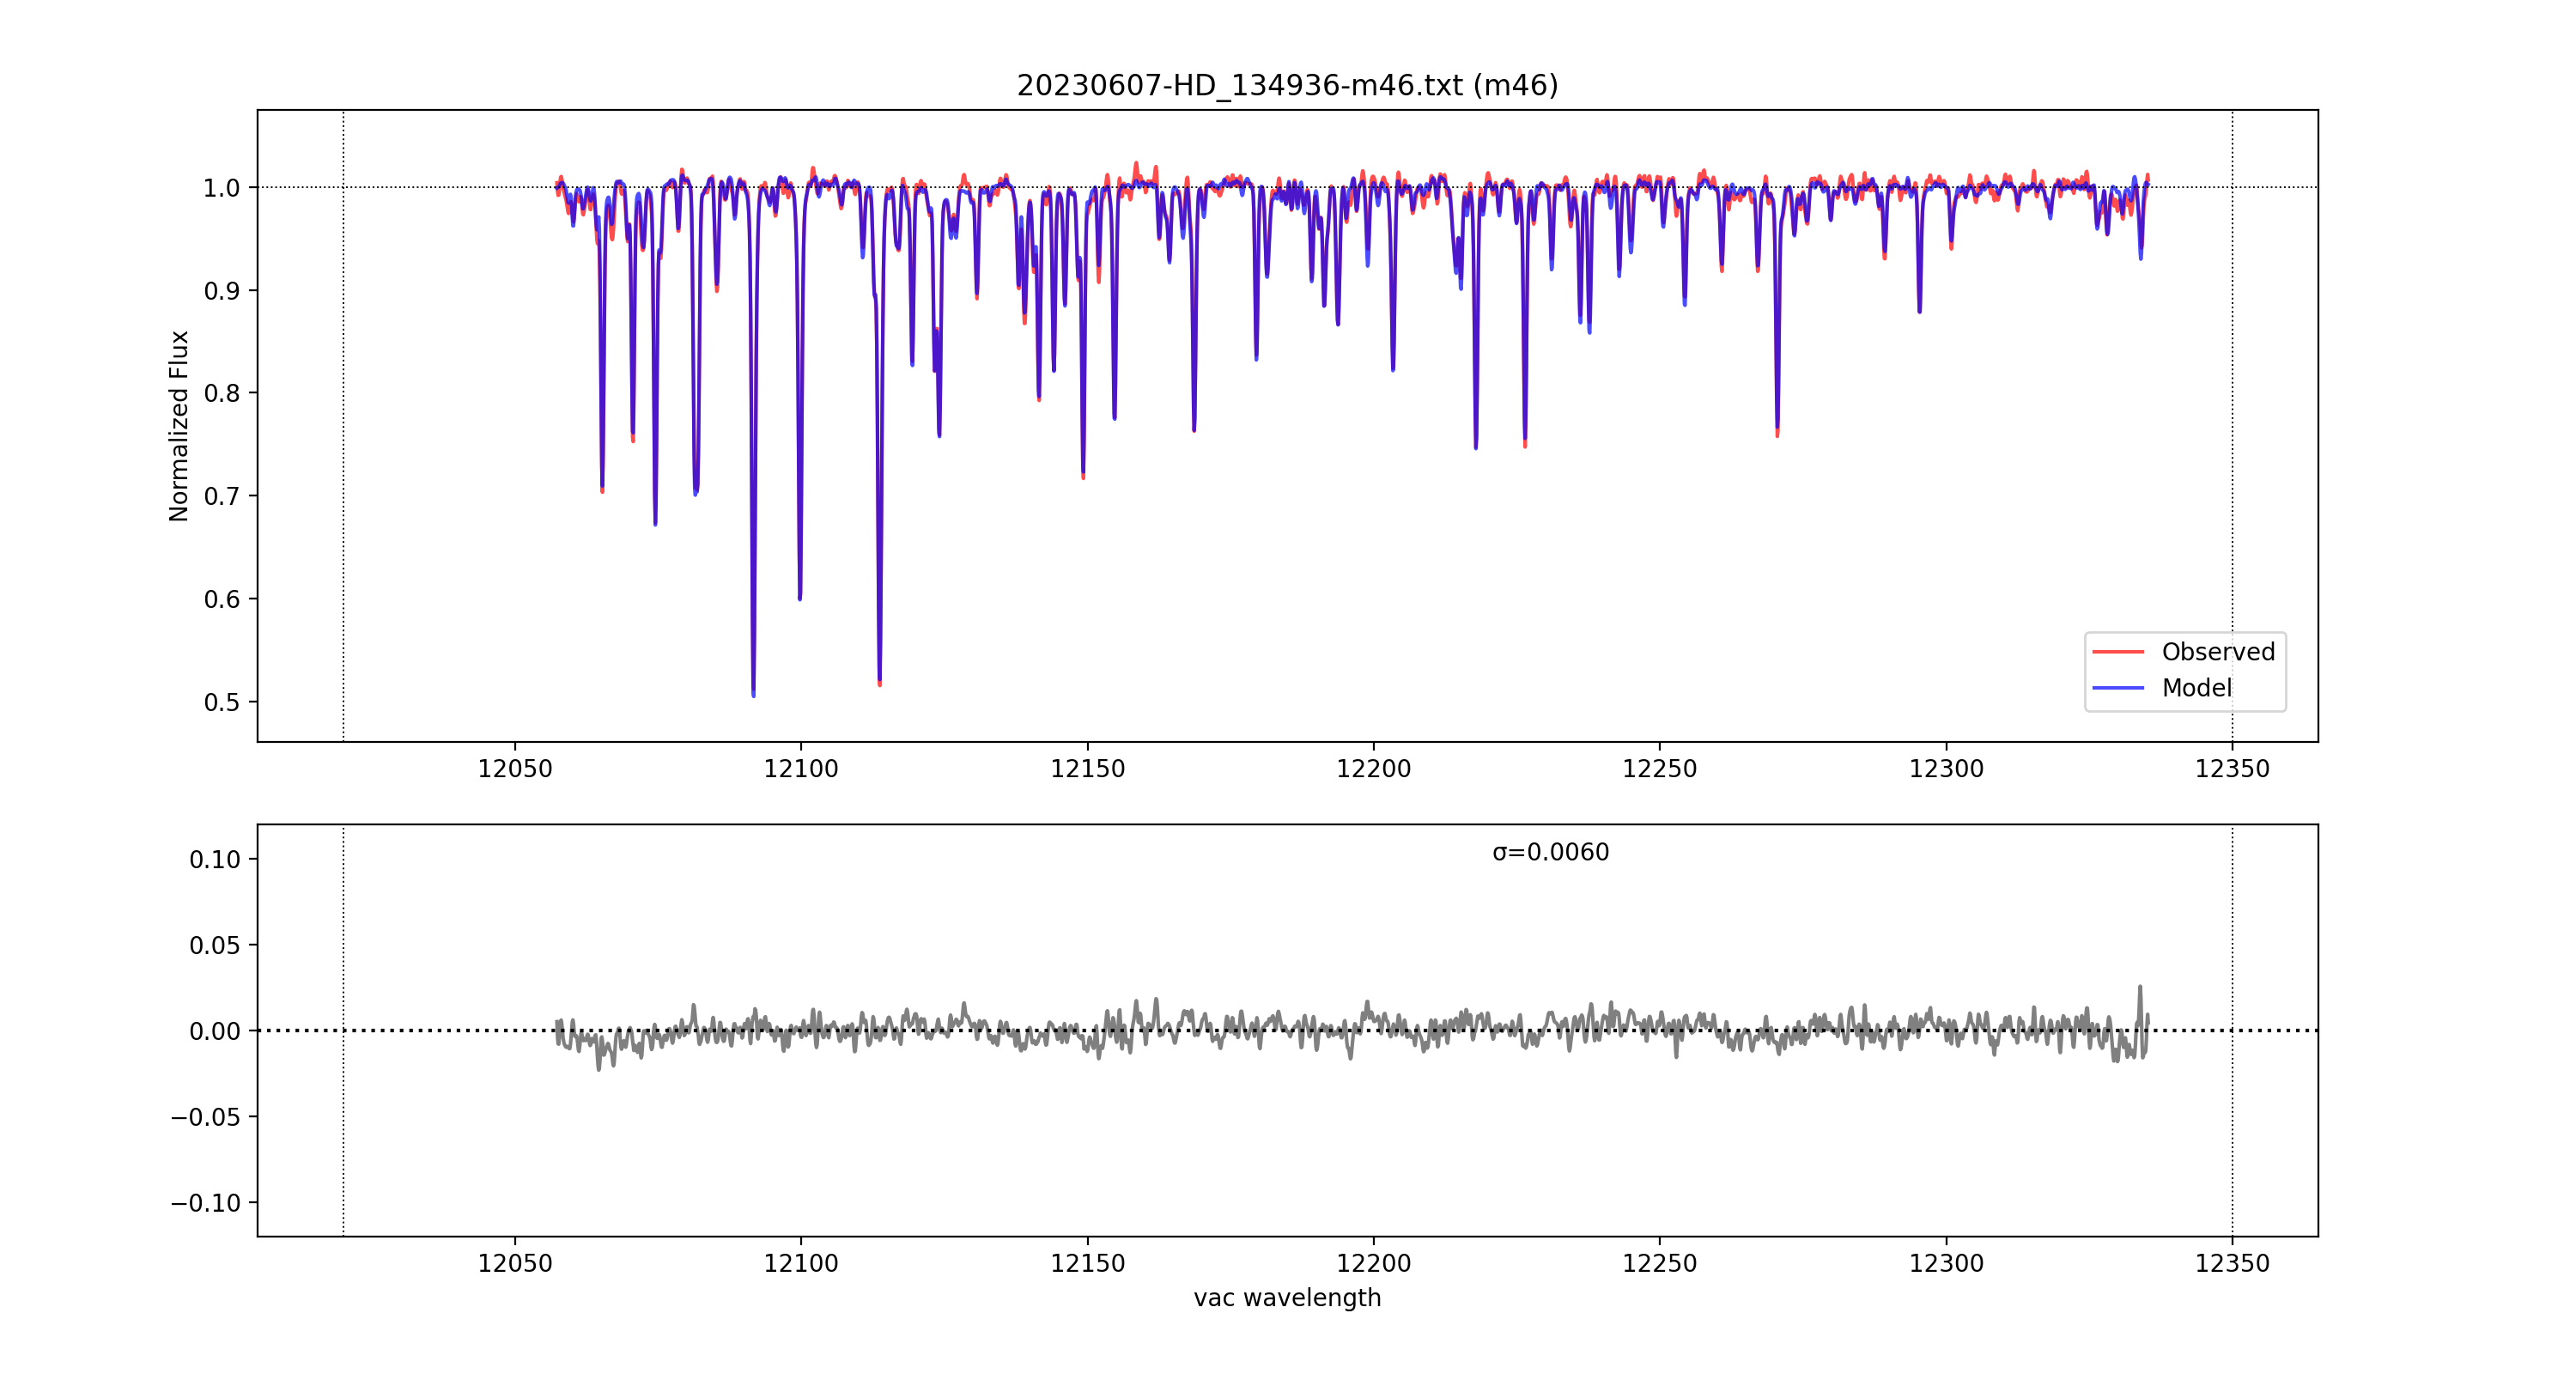 20230607-HD_134936-m46.txt (m46)
Normalized Flux
1.0
0.9
0.8
0.7
0.6
0.5
Observed
Model
12050 12100 12150 12200 12250 12300 12350
σ=0.0060
0.10
0.05
0.00
−0.05
−0.10
12050 12100 12150 12200 12250 12300 12350
vac wavelength